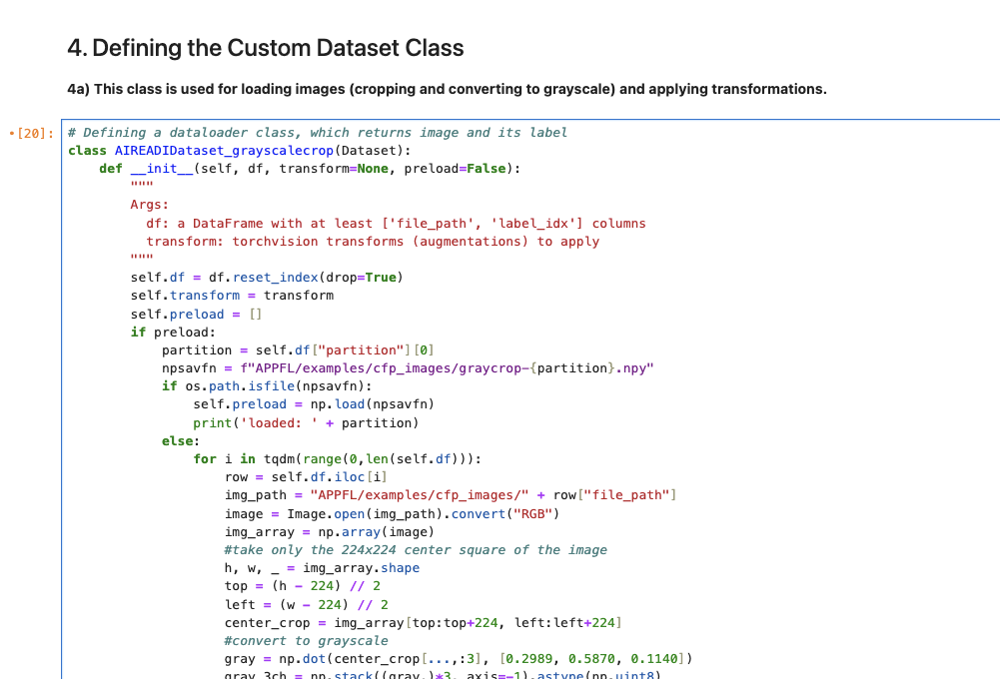 4. Defining the Custom Dataset Class
4a) This class is used for loading images (cropping and converting to grayscale) and applying transformations.
•[20]:
# Defining a dataloader class, which returns image and its label
class AIREADIDataset_grayscalecrop(Dataset):
    def __init__(self, df, transform=None, preload=False):
        """
        Args:
          df: a DataFrame with at least ['file_path', 'label_idx'] columns
          transform: torchvision transforms (augmentations) to apply
        """
        self.df = df.reset_index(drop=True)
        self.transform = transform
        self.preload = []
        if preload:
            partition = self.df["partition"][0]
            npsavfn = f"APPFL/examples/cfp_images/graycrop-{partition}.npy"
            if os.path.isfile(npsavfn):
                self.preload = np.load(npsavfn)
                print('loaded: ' + partition)
            else:
                for i in tqdm(range(0,len(self.df))):
                    row = self.df.iloc[i]
                    img_path = "APPFL/examples/cfp_images/" + row["file_path"]
                    image = Image.open(img_path).convert("RGB")
                    img_array = np.array(image)
                    #take only the 224x224 center square of the image
                    h, w, _ = img_array.shape
                    top = (h - 224) // 2
                    left = (w - 224) // 2
                    center_crop = img_array[top:top+224, left:left+224]
                    #convert to grayscale
                    gray = np.dot(center_crop[...,:3], [0.2989, 0.5870, 0.1140])
                    gray_3ch = np.stack((gray,)*3, axis=-1).astype(np.uint8)